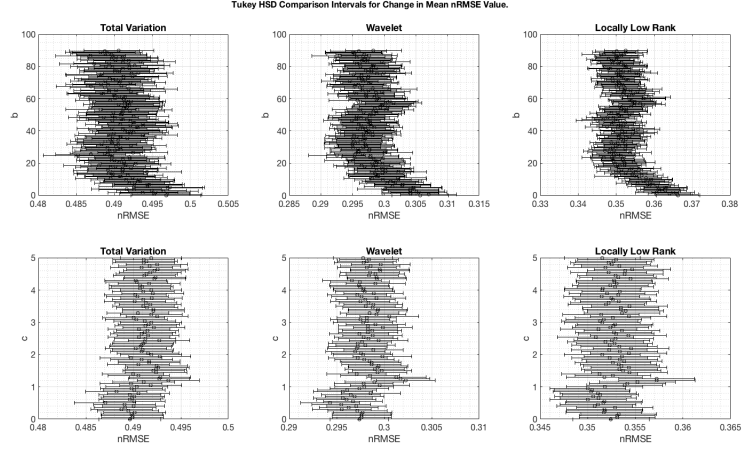 Tukey HSD Comparison Intervals for Change in Mean nRMSE Value.
Total Variation
Wavelet
Locally Low Rank
100
80
60
40
20
0
b
0.48 0.485 0.49 0.495 0.5 0.505
nRMSE
100
80
60
40
20
0
b
0.285 0.29 0.295 0.3 0.305 0.31 0.315
nRMSE
100
80
60
40
20
0
b
0.33 0.34 0.35 0.36 0.37 0.38
nRMSE
Total Variation
Wavelet
Locally Low Rank
5
4
3
2
1
0
c
0.48 0.485 0.49 0.495 0.5
nRMSE
5
4
3
2
1
0
c
0.29 0.295 0.3 0.305 0.31
nRMSE
5
4
3
2
1
0
c
0.345 0.35 0.355 0.36 0.365
nRMSE